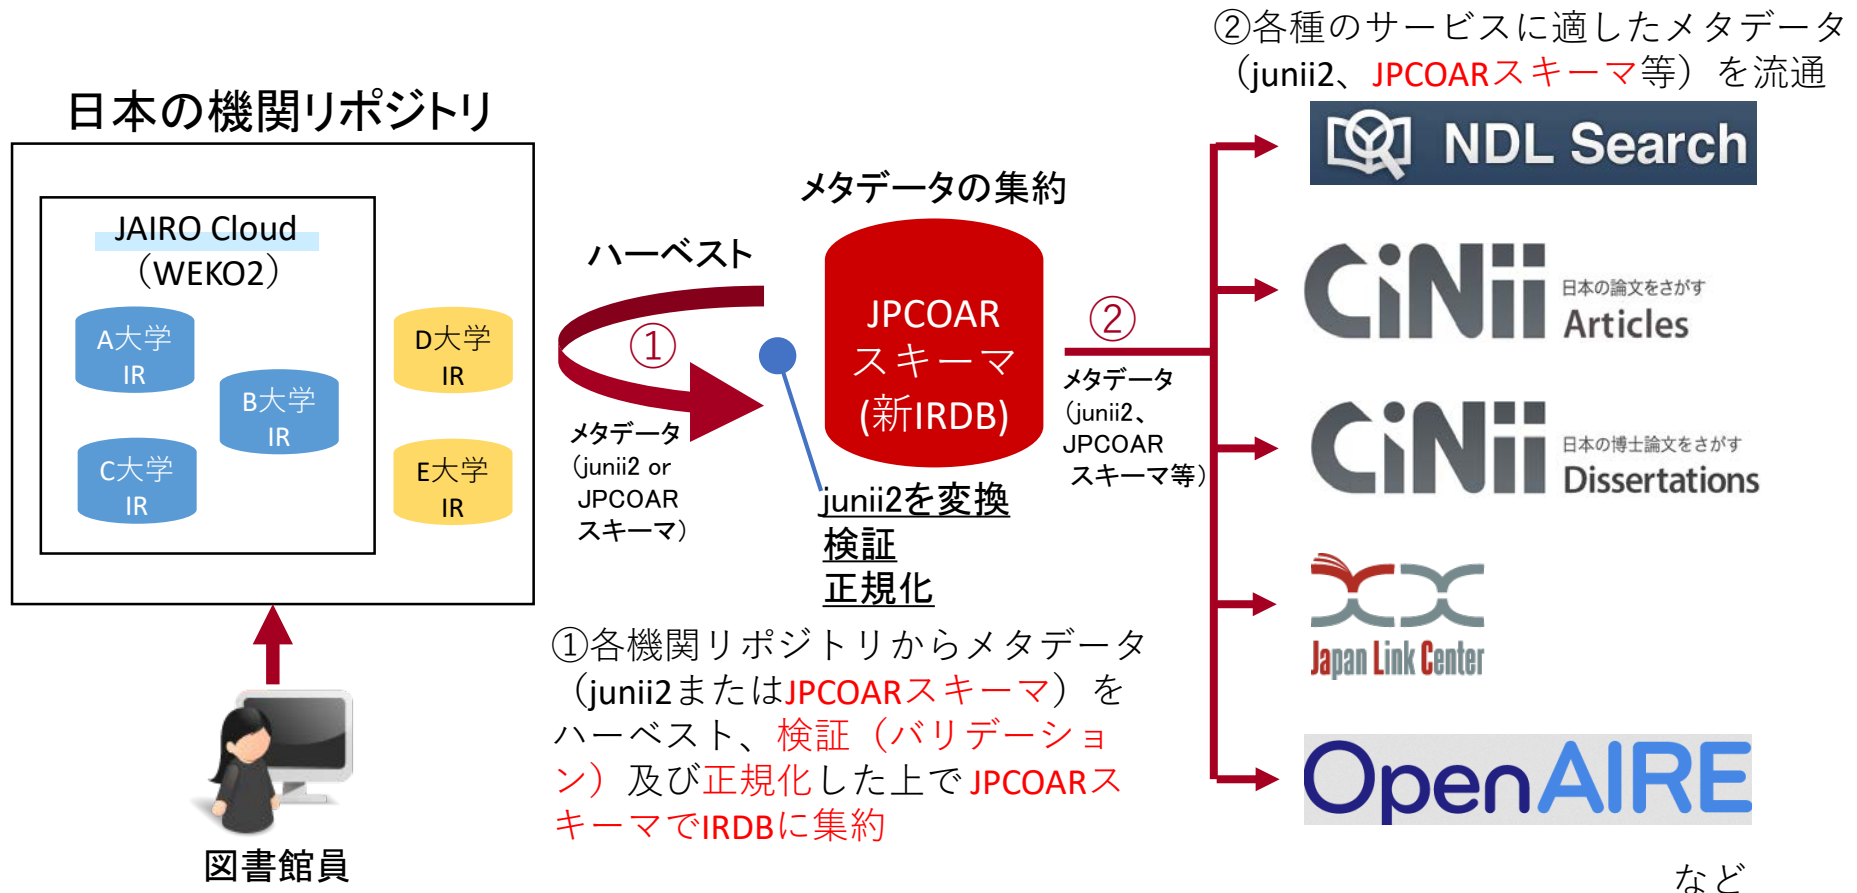 ②各種のサービスに適したメタデータ
（junii2、JPCOARスキーマ等）を流通
日本の機関リポジトリ
JAIRO Cloud
（WEKO2）
A大学
IR
B大学
IR
C大学
IR
D大学
IR
E大学
IR
ハーベスト
①
メタデータ
（junii2 or
JPCOAR
スキーマ）
メタデータの集約
JPCOAR
スキーマ
(新IRDB)
junii2を変換
検証
正規化
②
メタデータ
（junii2、
JPCOAR
スキーマ等）
NDL Search
CiNii
日本の論文をさがす
Articles
CiNii
日本の博士論文をさがす
Dissertations
Japan Link Center
OpenAIRE
など
①各機関リポジトリからメタデータ
（junii2またはJPCOARスキーマ）を
ハーベスト、検証（バリデーショ
ン）及び正規化した上で JPCOARス
キーマでIRDBに集約
図書館員